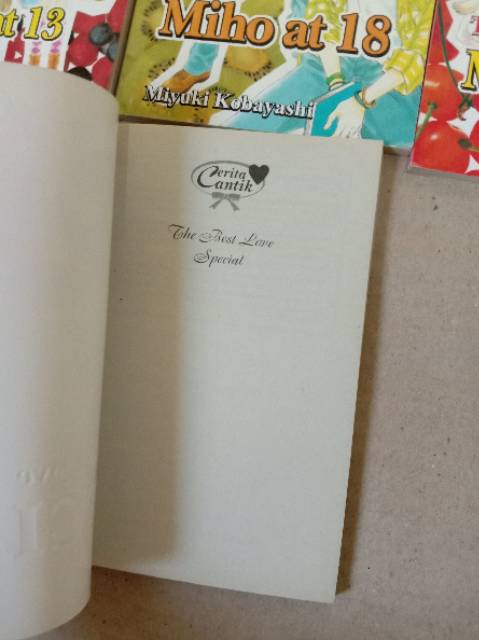 at 13
Miho at 18
Miyuki Kobayashi
Cerita
Cantik
The Best Love
Special